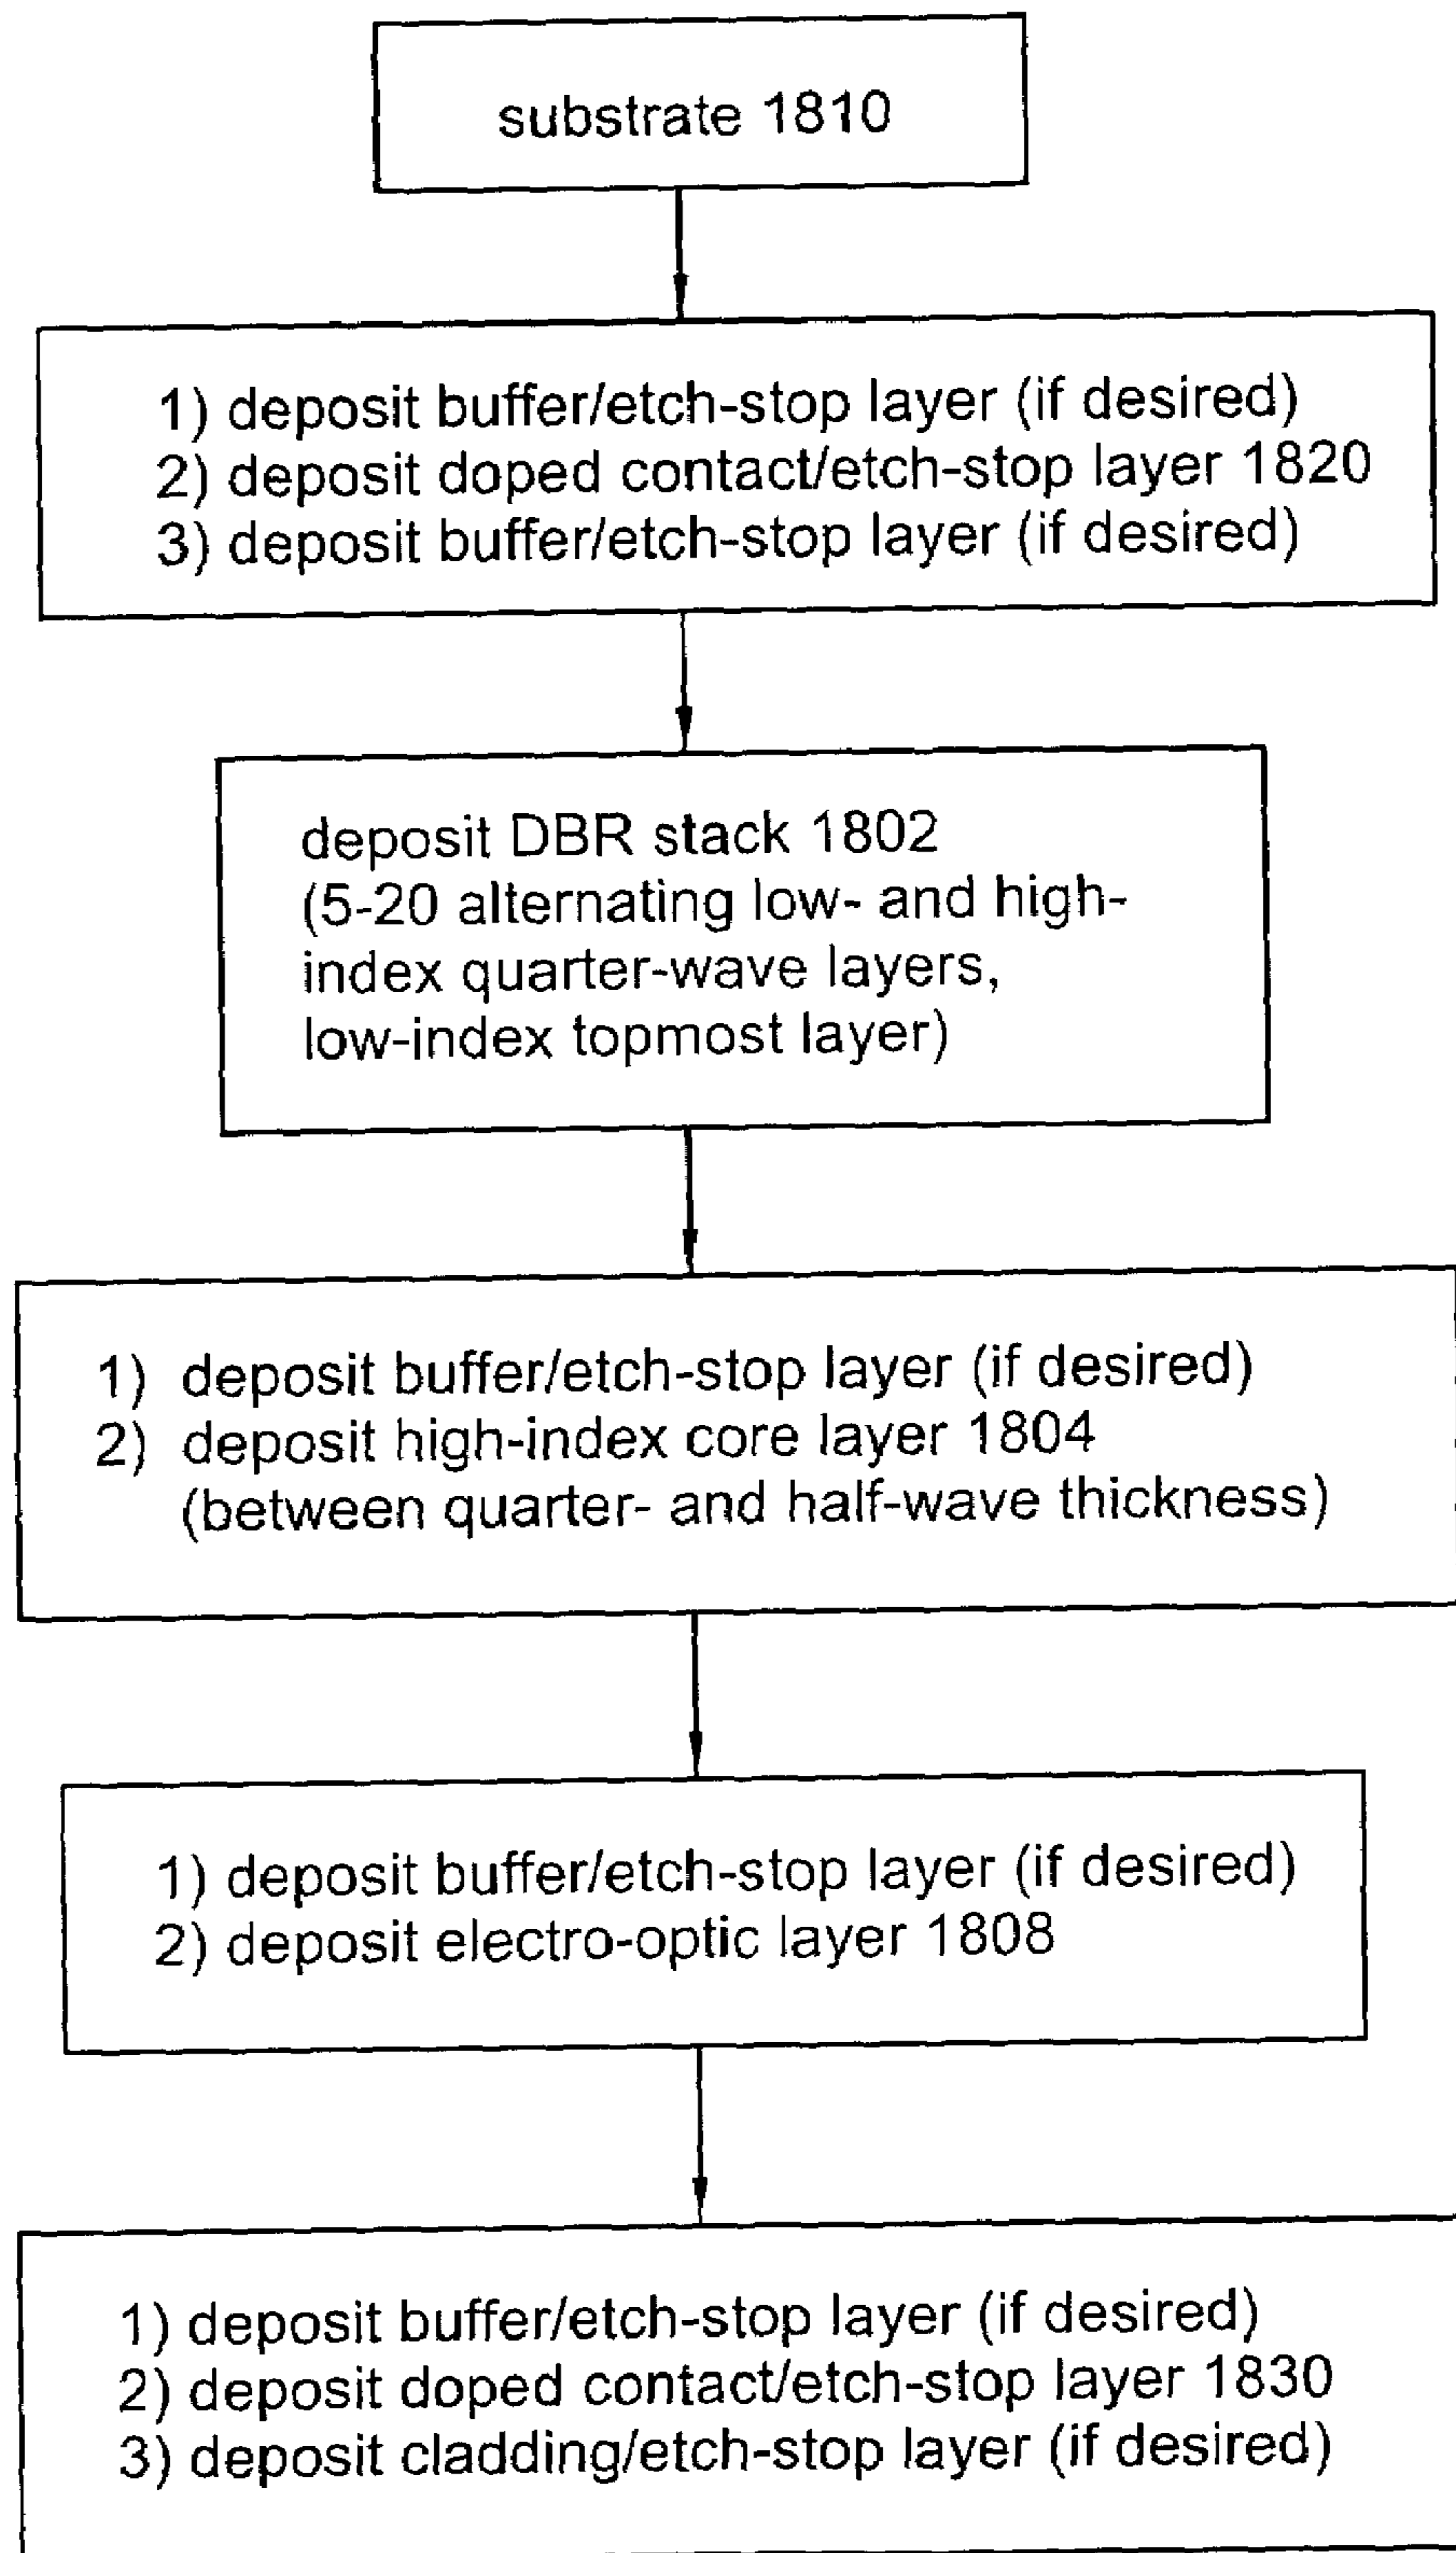 substrate 1810
1) deposit buffer/etch-stop layer (if desired)
2) deposit doped contact/etch-stop layer 1820
3) deposit buffer/etch-stop layer (if desired)
deposit DBR stack 1802
(5-20 alternating low- and high-
index quarter-wave layers,
low-index topmost layer)
1) deposit buffer/etch-stop layer (if desired)
2) deposit high-index core layer 1804
(between quarter- and half-wave thickness)
1) deposit buffer/etch-stop layer (if desired)
2) deposit electro-optic layer 1808
1) deposit buffer/etch-stop layer (if desired)
2) deposit doped contact/etch-stop layer 1830
3) deposit cladding/etch-stop layer (if desired)